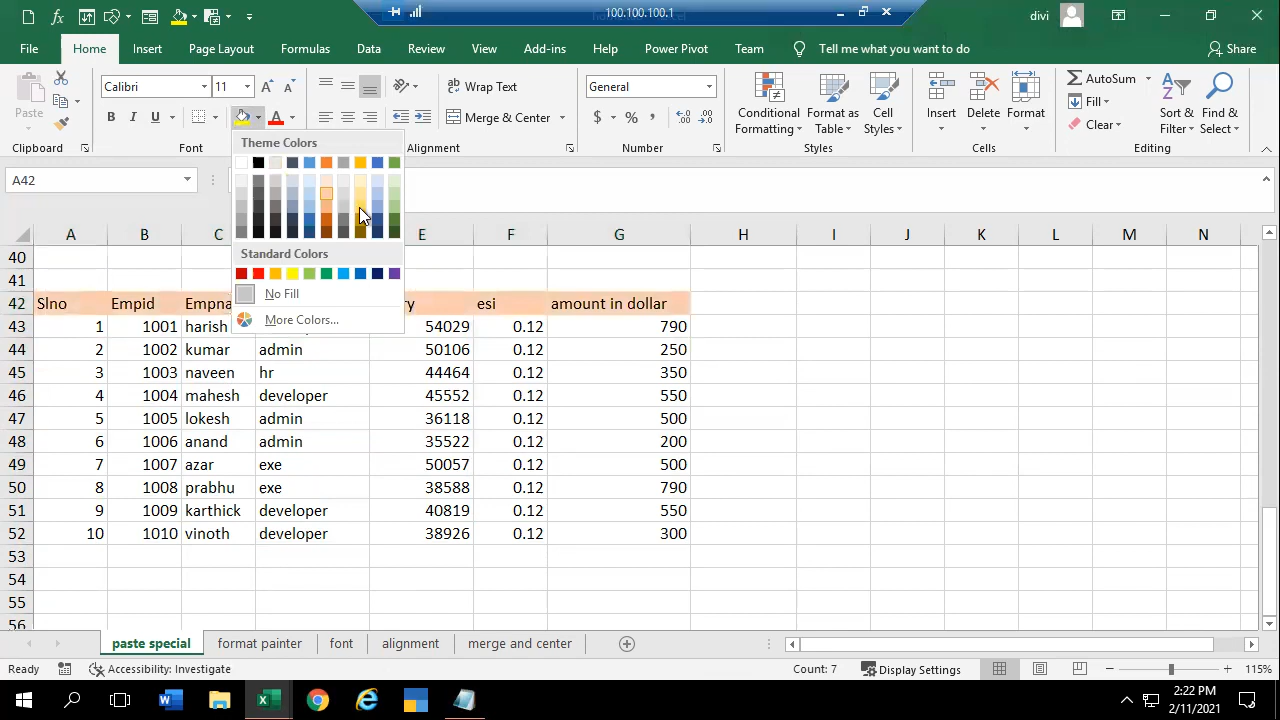 100.100.100.1
divi
File Home Insert Page Layout Formulas Data Review View Add-ins Help Power Pivot Team Tell me what you want to do Share
Calibri 11 Wrap Text General AutoSum
Paste B I U Merge & Center $ % , Conditional Formatting Format as Table Cell Styles Insert Delete Format Fill Clear Sort & Filter Find & Select
Clipboard Font Alignment Number Styles Cells Editing
Theme Colors
A42
E F G H I J K L M N
A B C
Standard Colors
No Fill
More Colors...
40
41
42 Slno Empid Empna ry esi amount in dollar
43 1 1001 harish 54029 0.12 790
44 2 1002 kumar admin 50106 0.12 250
45 3 1003 naveen hr 44464 0.12 350
46 4 1004 mahesh developer 45552 0.12 550
47 5 1005 lokesh admin 36118 0.12 500
48 6 1006 anand admin 35522 0.12 200
49 7 1007 azar exe 50057 0.12 500
50 8 1008 prabhu exe 38588 0.12 790
51 9 1009 karthick developer 40819 0.12 550
52 10 1010 vinoth developer 38926 0.12 300
53
54
55
56
paste special format painter font alignment merge and center
Ready Accessibility: Investigate Count: 7 Display Settings 115%
2:22 PM
2/11/2021